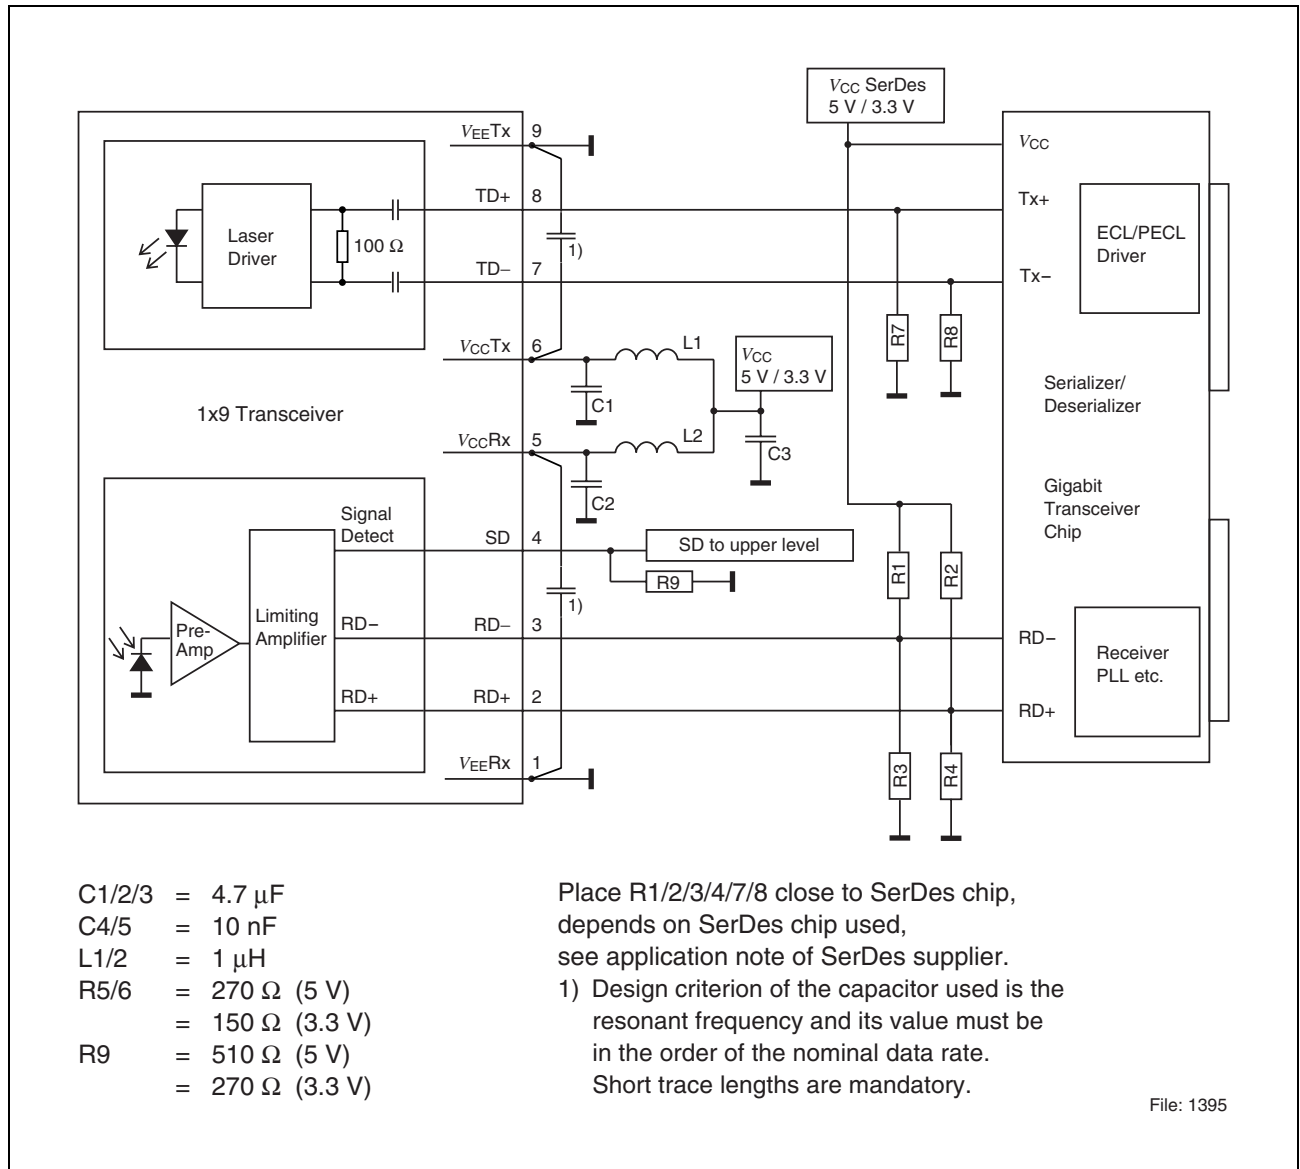 VCC SerDes
5 V / 3.3 V
VEETx 9
VCC
TD+ 8
Tx+
Laser
Driver
100 Ω
1)
ECL/PECL
Driver
TD− 7
Tx−
R7
R8
VCCTx 6
L1
VCC
5 V / 3.3 V
C1
Serializer/
Deserializer
1x9 Transceiver
VCCRx 5
L2
C3
C2
Gigabit
Transceiver
Chip
Signal
Detect
SD 4
SD to upper level
R9
R1
R2
1)
Pre-
Amp
Limiting
Amplifier
RD−
RD− 3
RD−
Receiver
PLL etc.
RD+
RD+ 2
RD+
VEERx 1
R3
R4
C1/2/3 = 4.7 µF
C4/5 = 10 nF
L1/2 = 1 µH
R5/6 = 270 Ω (5 V)
= 150 Ω (3.3 V)
R9 = 510 Ω (5 V)
= 270 Ω (3.3 V)
Place R1/2/3/4/7/8 close to SerDes chip,
depends on SerDes chip used,
see application note of SerDes supplier.
1) Design criterion of the capacitor used is the
resonant frequency and its value must be
in the order of the nominal data rate.
Short trace lengths are mandatory.
File: 1395